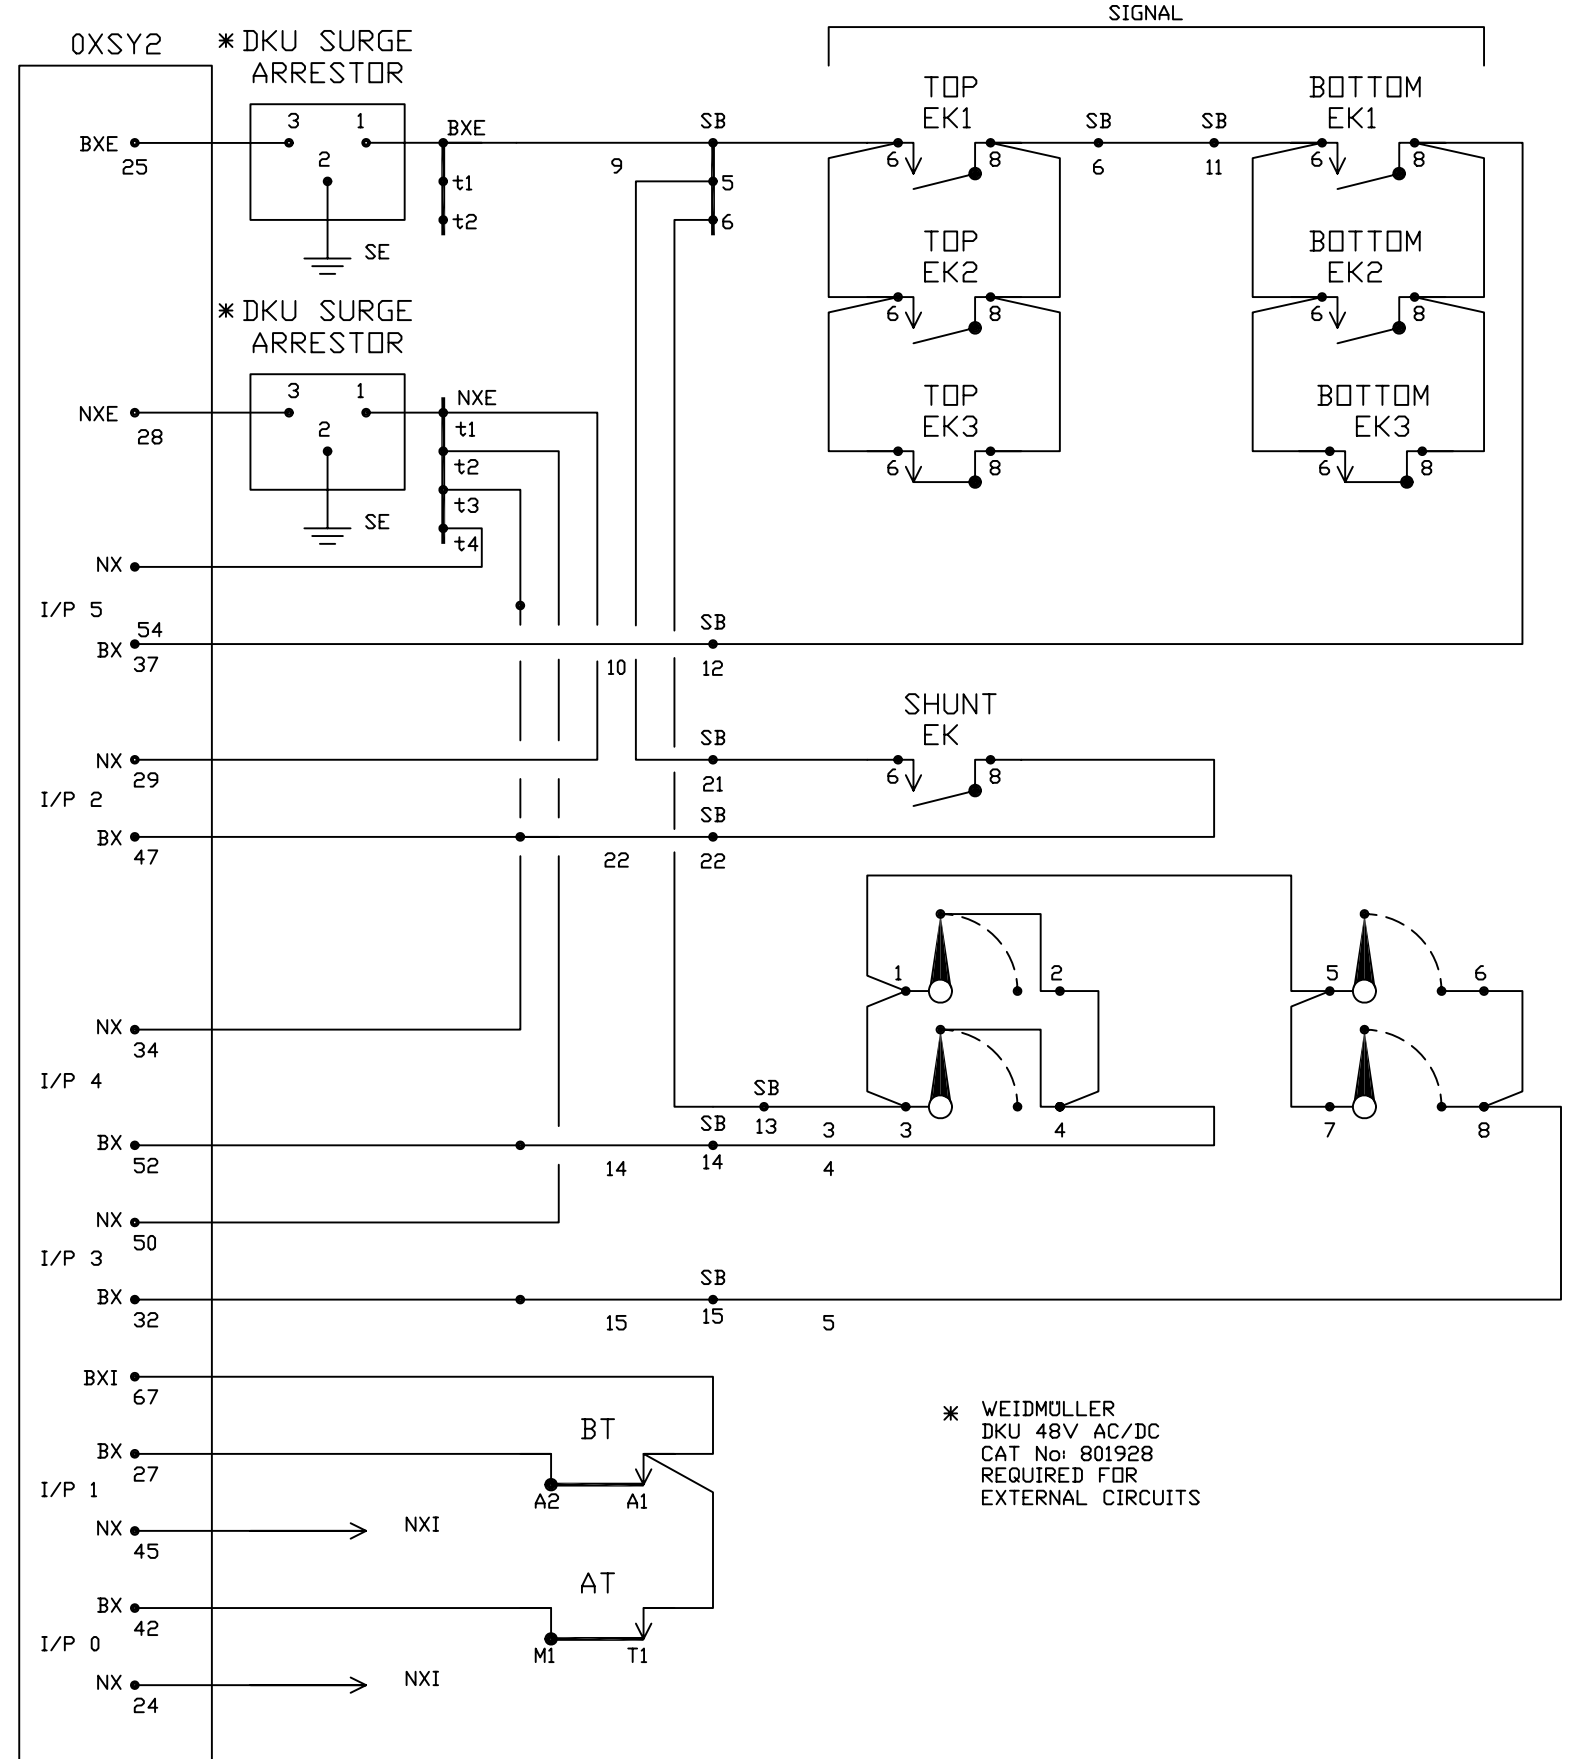 SIGNAL
0XSY2
* DKU SURGE
ARRESTOR
TOP
EK1
BOTTOM
EK1
3
1
2
BXE
25
BXE
t1
t2
SE
9
SB
5
6
6
8
SB
6
SB
11
6
8
TOP
EK2
BOTTOM
EK2
6
8
6
8
* DKU SURGE
ARRESTOR
TOP
EK3
BOTTOM
EK3
3
1
2
NXE
28
NXE
t1
t2
t3
t4
SE
6
8
6
8
NX
I/P 5
54
BX
37
10
SB
12
SHUNT
EK
NX
29
SB
21
6
8
I/P 2
BX
47
22
SB
22
1
2
5
6
NX
34
I/P 4
SB
13
3
3
4
7
8
BX
52
14
SB
14
4
NX
50
I/P 3
BX
32
15
SB
15
5
BXI
67
BT
BX
27
A2
A1
I/P 1
NX
45
NXI
AT
BX
42
M1
T1
I/P 0
NX
24
NXI
* WEIDMÜLLER
DKU 48V AC/DC
CAT No: 801928
REQUIRED FOR
EXTERNAL CIRCUITS